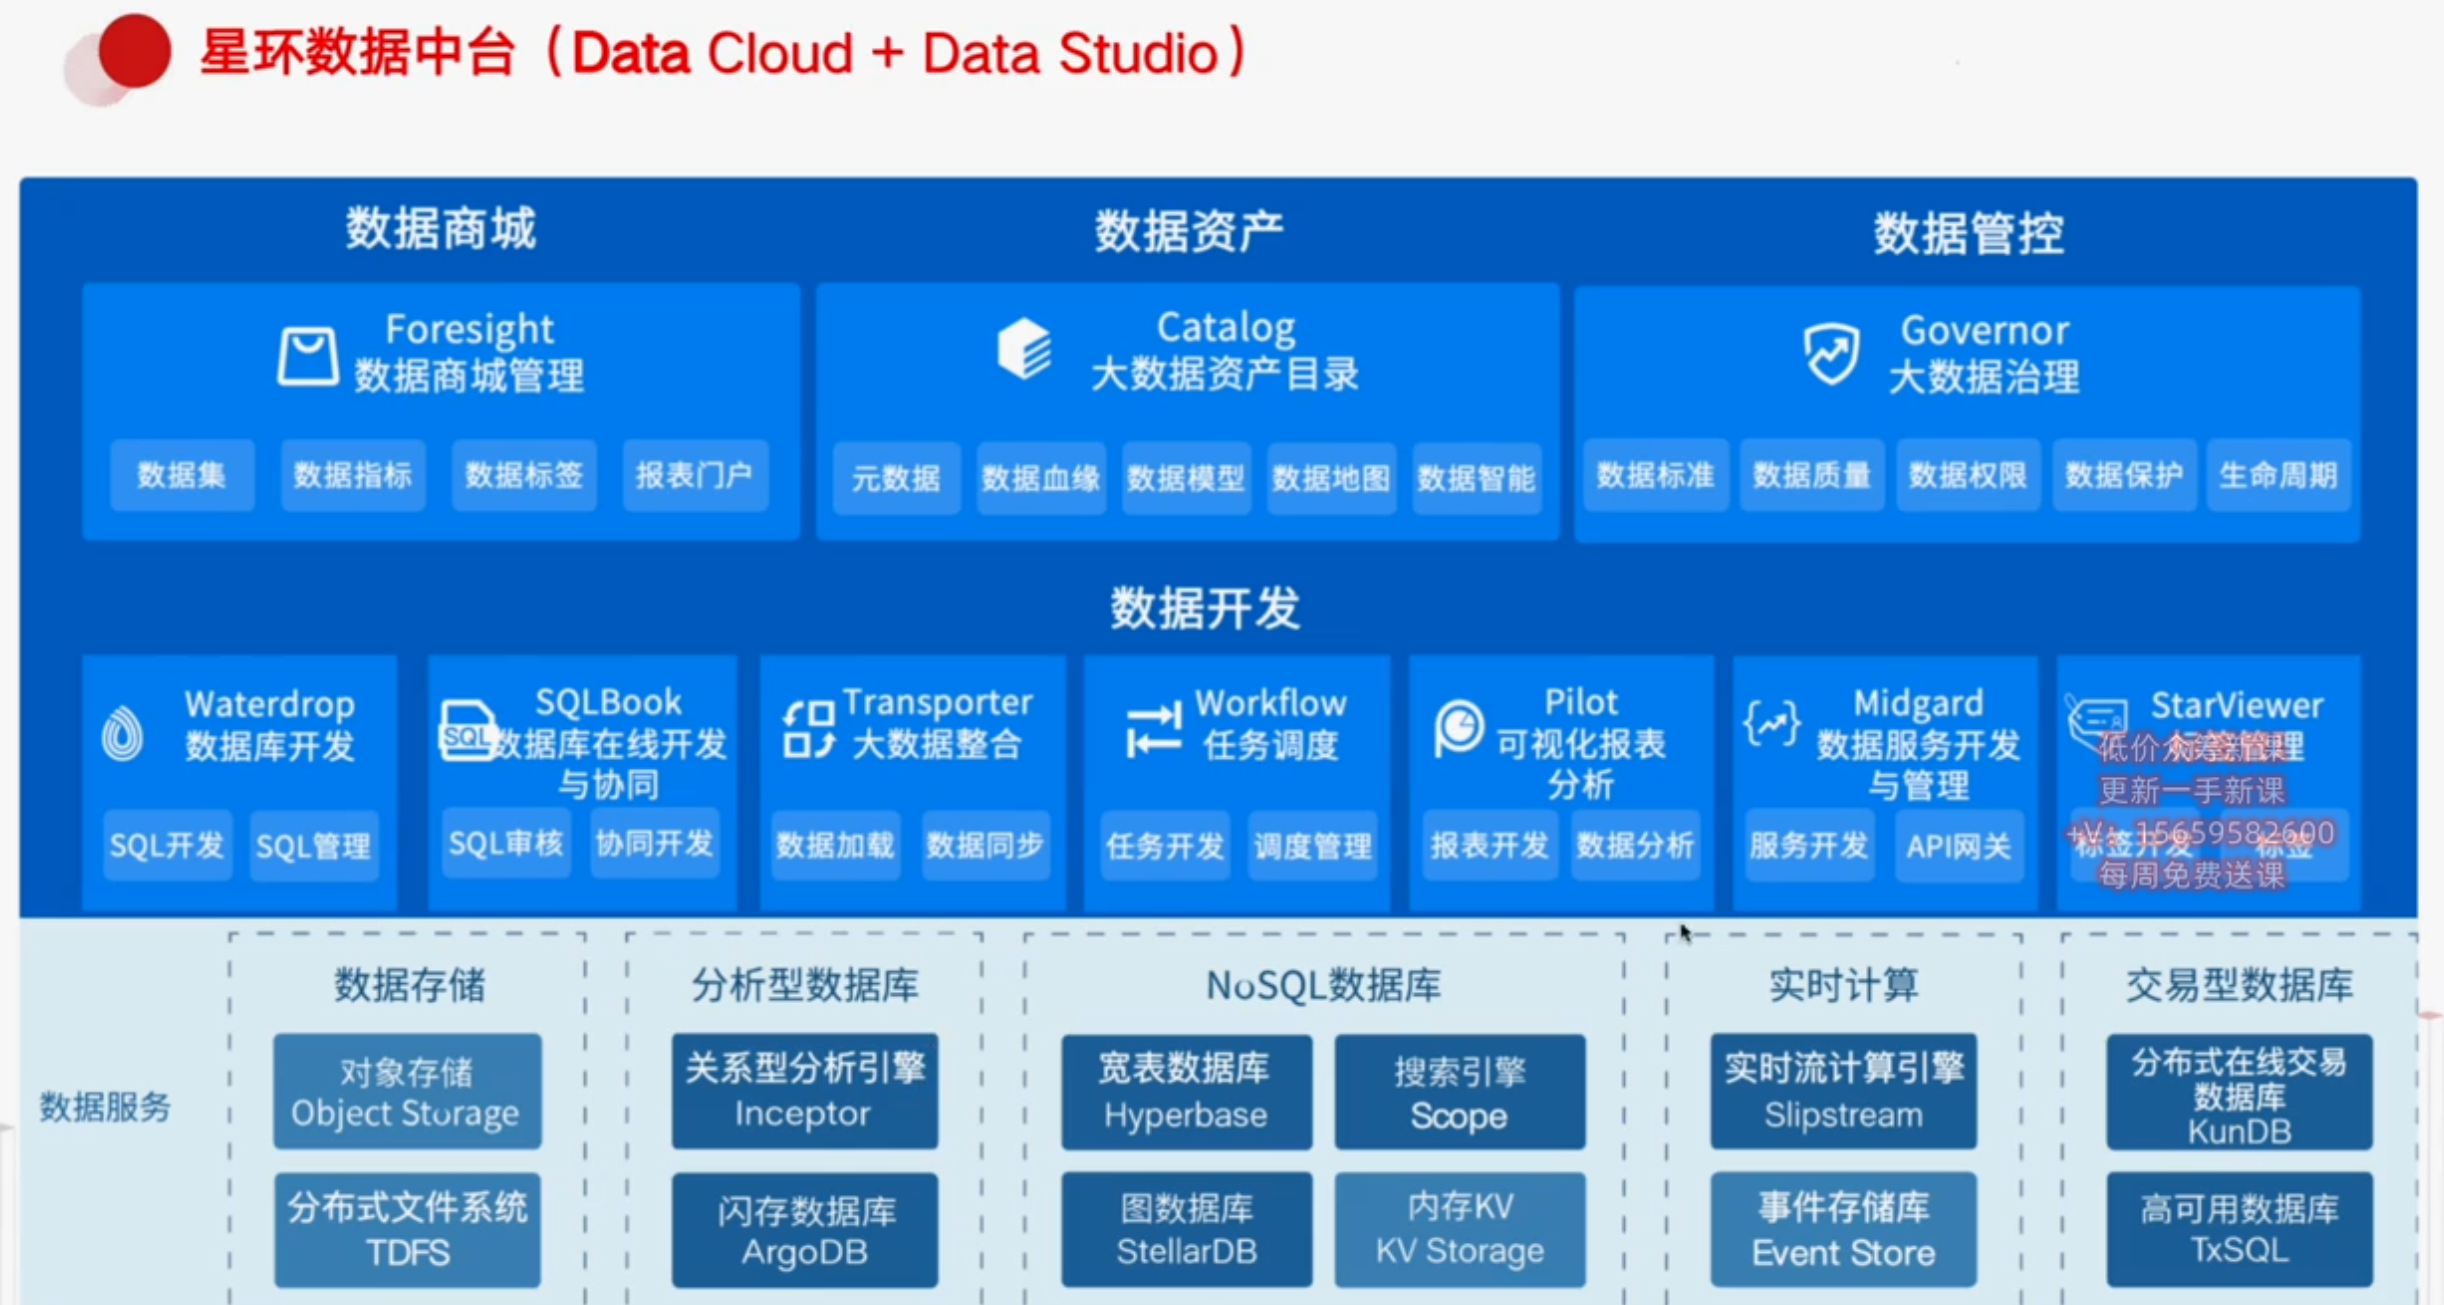 星环数据中台（Data Cloud + Data Studio）
数据商城
数据资产
数据管控
Foresight
数据商城管理
数据集
数据指标
数据标签
报表门户
Catalog
大数据资产目录
元数据
数据血缘
数据模型
数据地图
数据智能
Governor
大数据治理
数据标准
数据质量
数据权限
数据保护
生命周期
数据开发
Waterdrop
数据库开发
SQL开发
SQL管理
SQL
SQLBook
数据库在线开发
与协同
SQL审核
协同开发
Transporter
大数据整合
数据加载
数据同步
Workflow
任务调度
任务开发
调度管理
Pilot
可视化报表
分析
报表开发
数据分析
Midgard
数据服务开发
与管理
服务开发
API网关
StarViewer
标签管理
标签开发
标签
低价众筹新课
更新一手新课
+V: 15659582600
每周免费送课
数据服务
数据存储
对象存储
Object Storage
分布式文件系统
TDFS
分析型数据库
关系型分析引擎
Inceptor
闪存数据库
ArgoDB
NoSQL数据库
宽表数据库
Hyperbase
搜索引擎
Scope
图数据库
StellarDB
内存KV
KV Storage
实时计算
实时流计算引擎
Slipstream
事件存储库
Event Store
交易型数据库
分布式在线交易
数据库
KunDB
高可用数据库
TxSQL